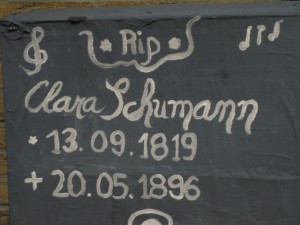 Rip
Clara Schumann
* 13. 09. 1819
+ 20. 05. 1896